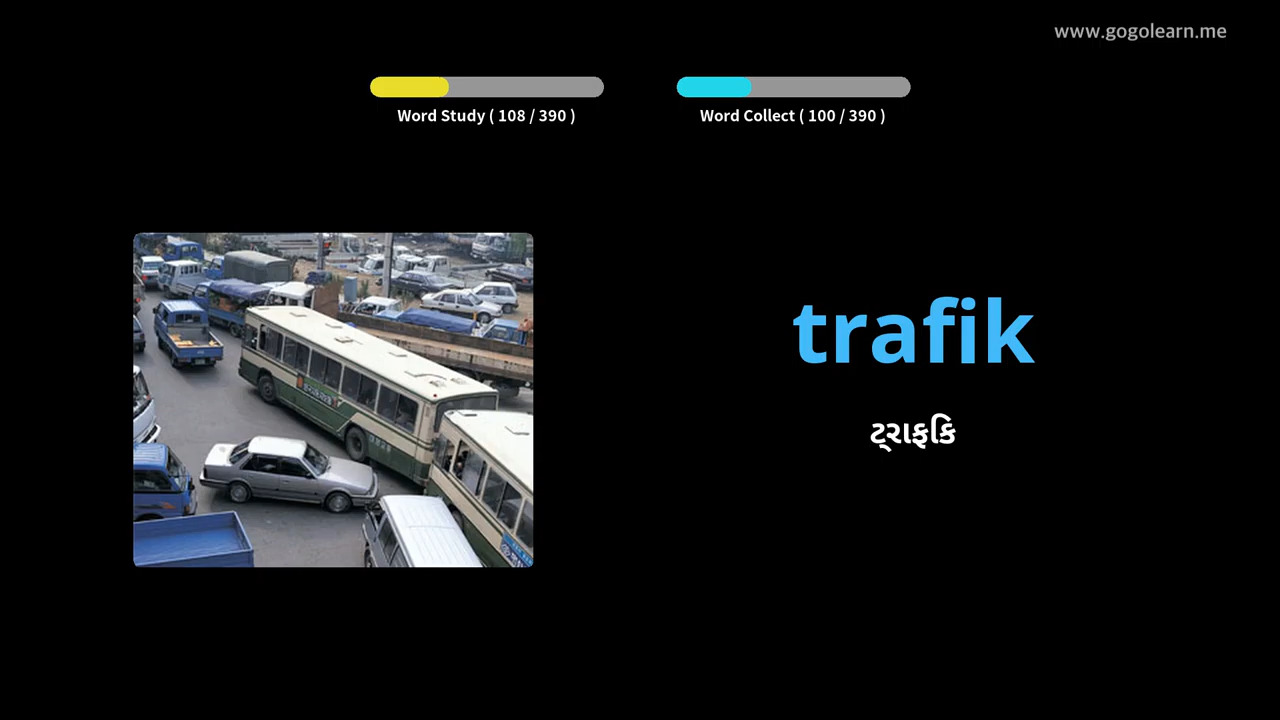 www.gogolearn.me
Word Study ( 108 / 390 )
Word Collect ( 100 / 390 )
trafik
ટ્રાફકિ